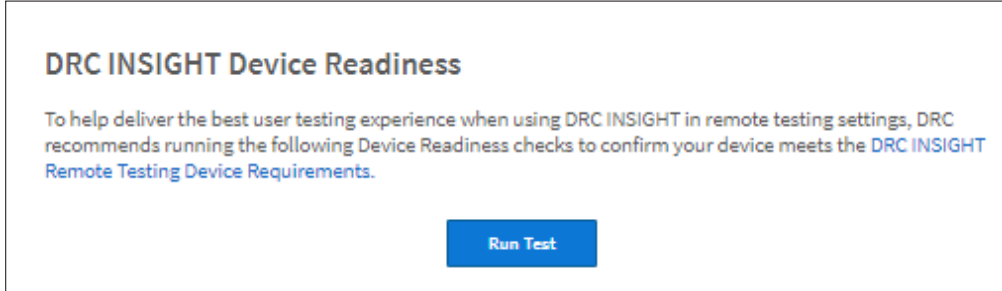 DRC INSIGHT Device Readiness
To help deliver the best user testing experience when using DRC INSIGHT in remote testing settings, DRC
recommends running the following Device Readiness checks to confirm your device meets the DRC INSIGHT
Remote Testing Device Requirements.
Run Test